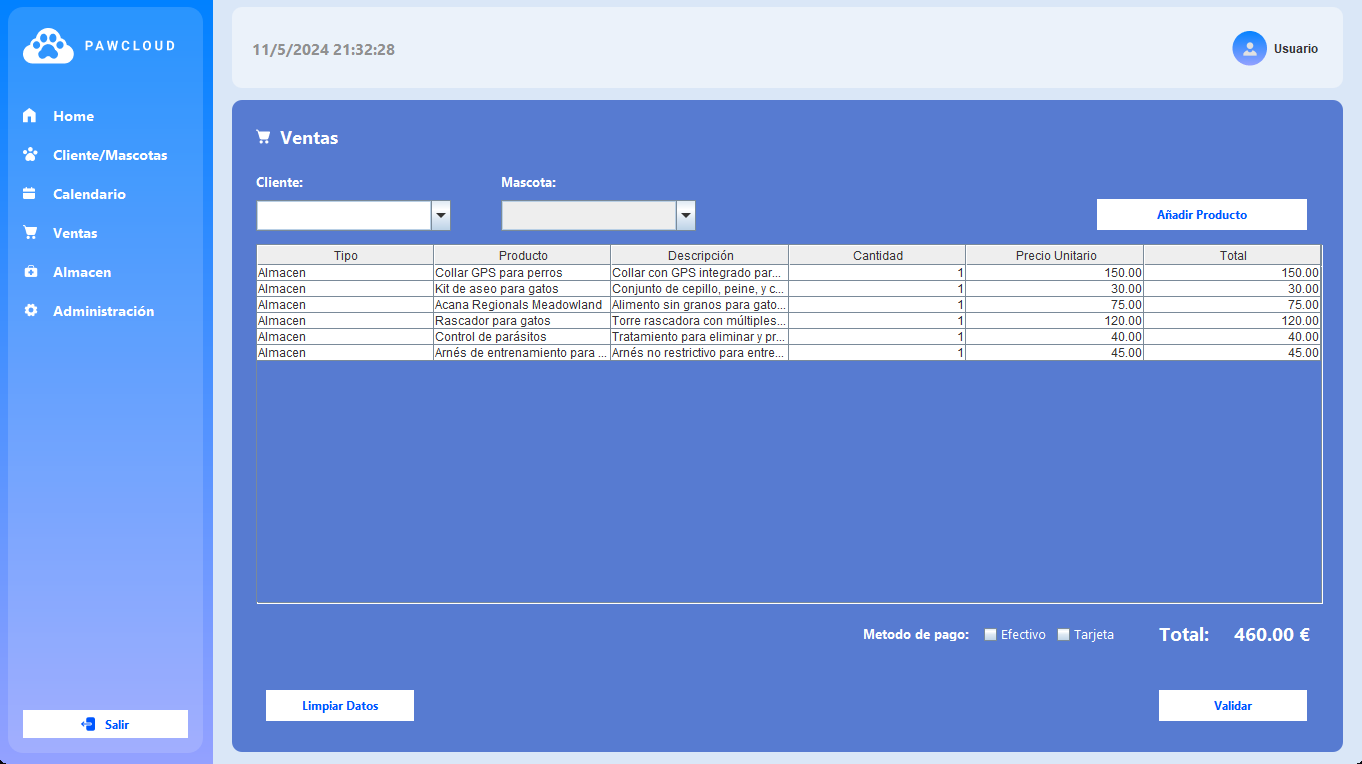 PAWCLOUD
Home
Cliente/Mascotas
Calendario
Ventas
Almacen
Administración
Salir
11/5/2024 21:32:28
Usuario
Ventas
Cliente:
Mascota:
Añadir Producto
Tipo Producto Descripción Cantidad Precio Unitario Total
Almacen Collar GPS para perros Collar con GPS integrado par... 1 150.00 150.00
Almacen Kit de aseo para gatos Conjunto de cepillo, peine, y c... 1 30.00 30.00
Almacen Acana Regionals Meadowland Alimento sin granos para gato... 1 75.00 75.00
Almacen Rascador para gatos Torre rascadora con múltiples... 1 120.00 120.00
Almacen Control de parásitos Tratamiento para eliminar y pr... 1 40.00 40.00
Almacen Arnés de entrenamiento para ... Arnés no restrictivo para entre... 1 45.00 45.00
Metodo de pago: Efectivo Tarjeta Total: 460.00 €
Limpiar Datos
Validar